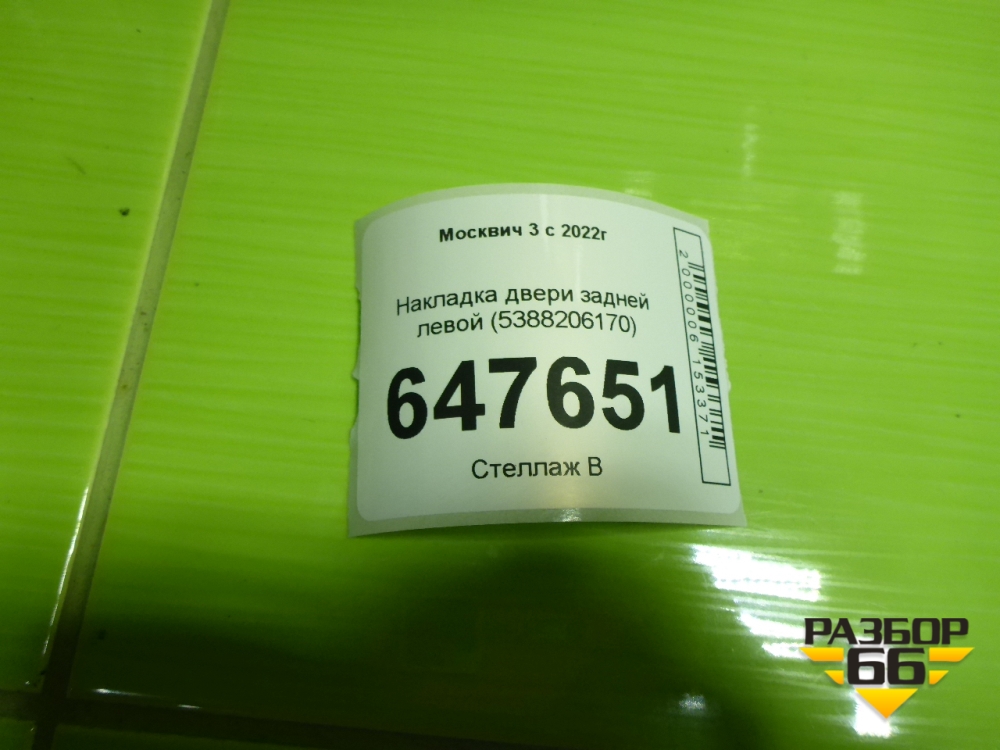 Москвич 3 с 2022г
Накладка двери задней
левой (5388206170)
647651
Стеллаж В
2000006153371
РАЗБОР
66